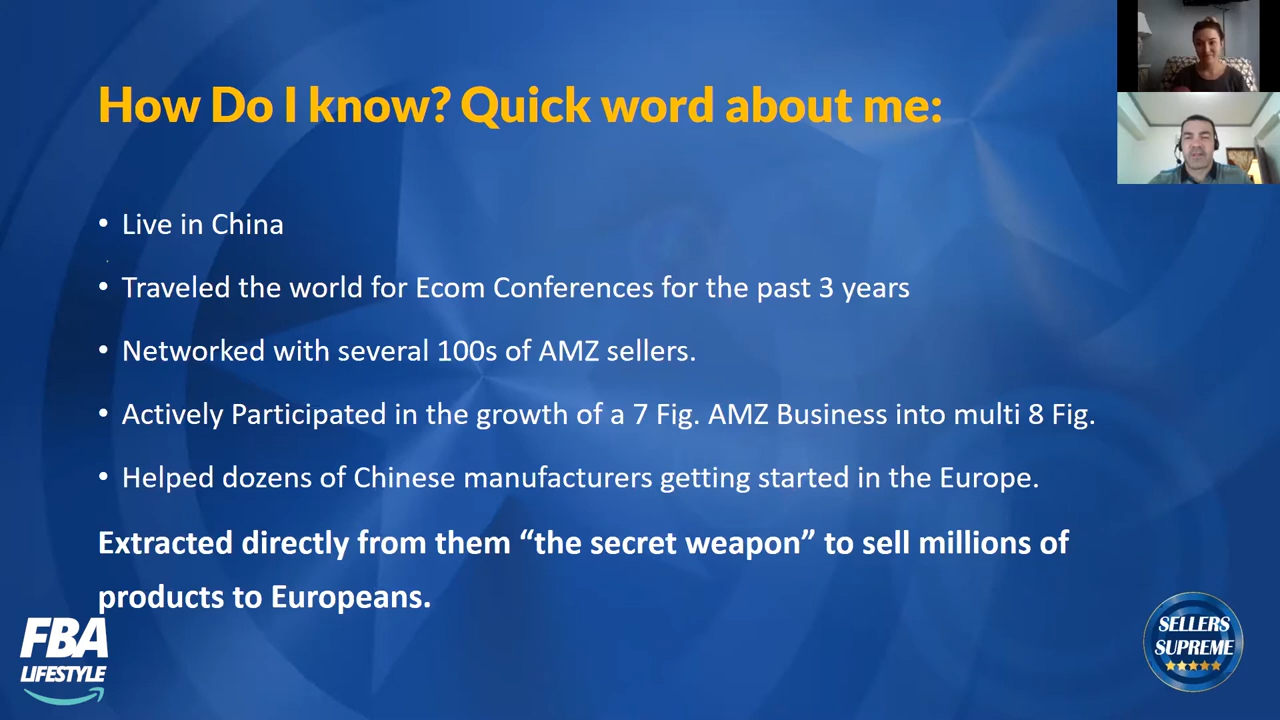 How Do I know? Quick word about me:
• Live in China
• Traveled the world for Ecom Conferences for the past 3 years
• Networked with several 100s of AMZ sellers.
• Actively Participated in the growth of a 7 Fig. AMZ Business into multi 8 Fig.
• Helped dozens of Chinese manufacturers getting started in the Europe.
Extracted directly from them “the secret weapon” to sell millions of
products to Europeans.
FBA
LIFESTYLE
SELLERS
SUPREME